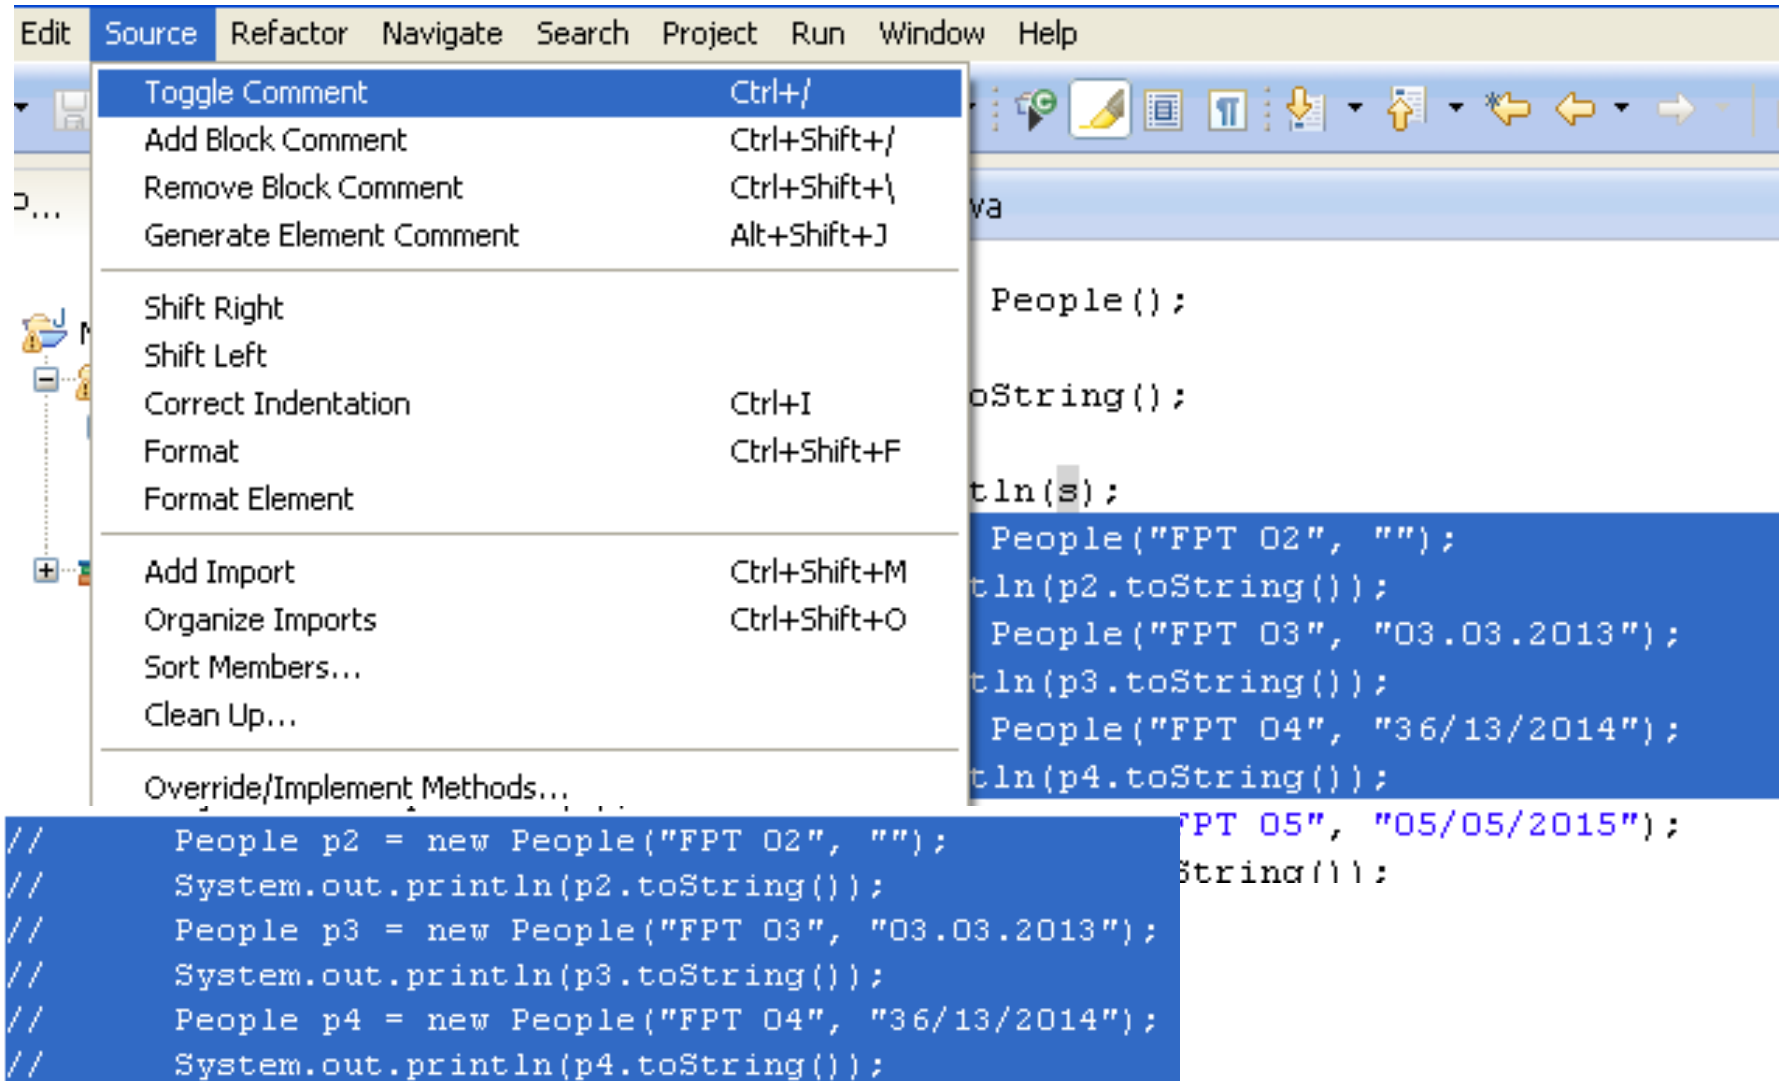 Edit Source Refactor Navigate Search Project Run Window Help
Toggle Comment Ctrl+/
Add Block Comment Ctrl+Shift+/
Remove Block Comment Ctrl+Shift+\
Generate Element Comment Alt+Shift+J
Shift Right
Shift Left
Correct Indentation Ctrl+I
Format Ctrl+Shift+F
Format Element
Add Import Ctrl+Shift+M
Organize Imports Ctrl+Shift+O
Sort Members...
Clean Up...
Override/Implement Methods...
P...
va
People();
oString();
tln(s);
People("FPT 02", "");
tln(p2.toString());
People("FPT 03", "03.03.2013");
tln(p3.toString());
People("FPT 04", "36/13/2014");
tln(p4.toString());
FPT 05", "05/05/2015");
String());
// People p2 = new People("FPT 02", "");
// System.out.println(p2.toString());
// People p3 = new People("FPT 03", "03.03.2013");
// System.out.println(p3.toString());
// People p4 = new People("FPT 04", "36/13/2014");
// System.out.println(p4.toString());